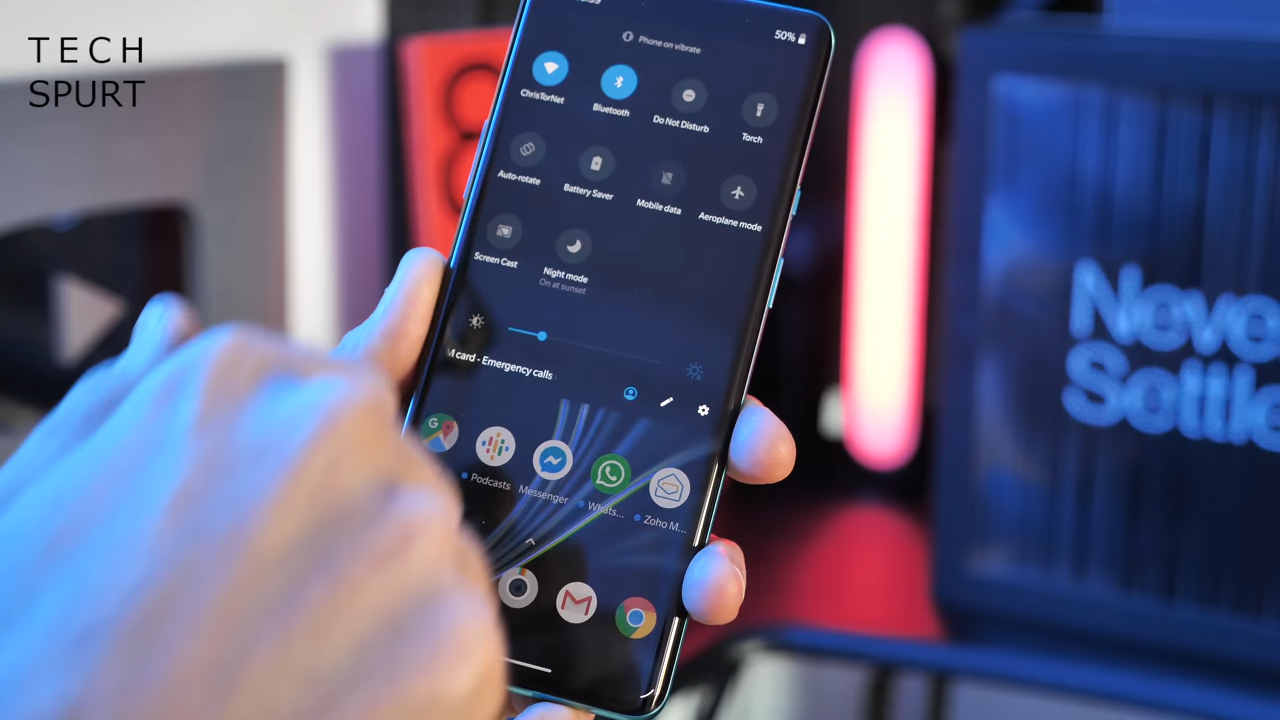 TECH
SPURT
50%
Phone on vibrate
ChrisTorNet
Bluetooth
Do Not Disturb
Torch
Auto-rotate
Battery Saver
Mobile data
Aeroplane mode
Screen Cast
Night mode
On at sunset
card - Emergency calls
Podcasts
Messenger
Whats...
Zoho M...
Neve
Settle